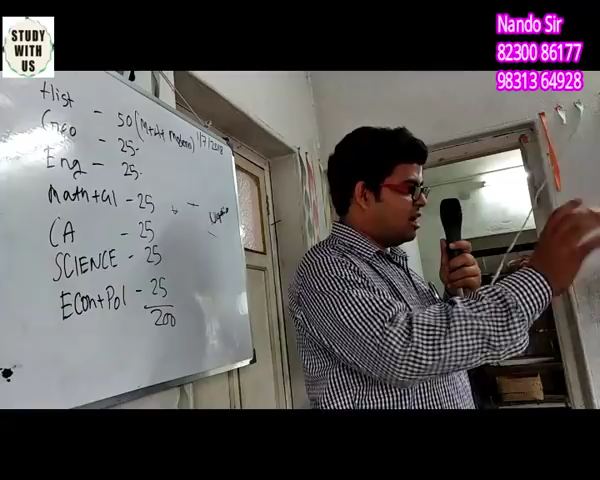 STUDY
WITH
US
Nando Sir
82300 86177
98313 64928
Hist - 50 (M+A+ Modern) 1/7/2018
Geo - 25
Eng - 25
Math+GI - 25
CA - 25
SCIENCE - 25
Econ+Pol - 25
200